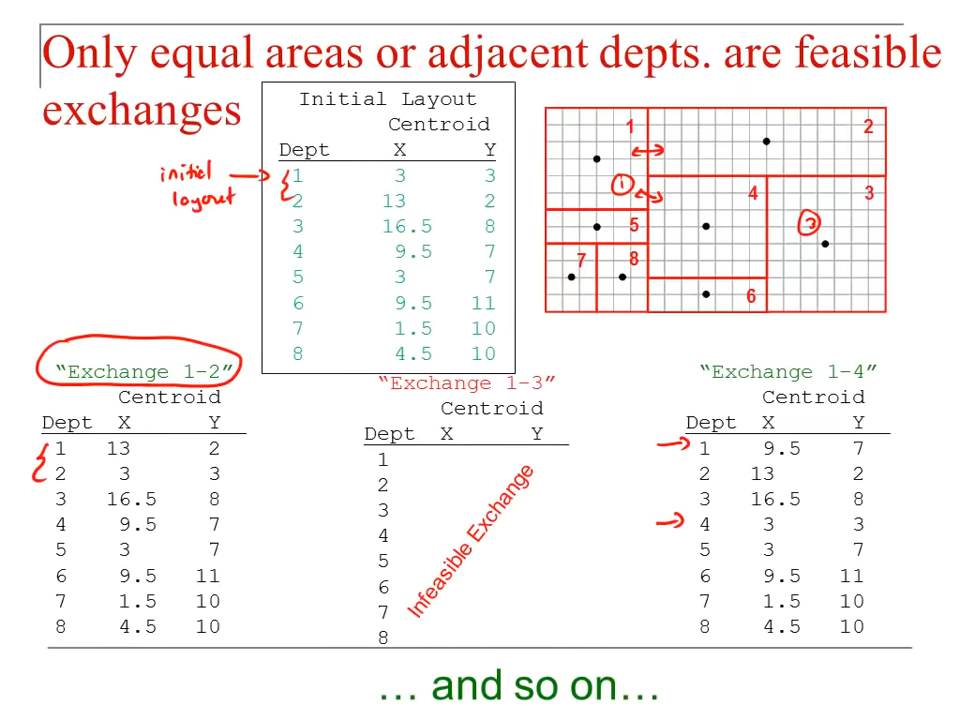 Only equal areas or adjacent depts. are feasible
exchanges
Initial Layout
Centroid
Dept X Y
1 3 3
2 13 2
3 16.5 8
4 9.5 7
5 3 7
6 9.5 11
7 1.5 10
8 4.5 10
initial
layout
1 2
1
4 3
5
7 8
6
"Exchange 1-2"
Centroid
Dept X Y
1 13 2
2 3 3
3 16.5 8
4 9.5 7
5 3 7
6 9.5 11
7 1.5 10
8 4.5 10
"Exchange 1-3"
Centroid
Dept X Y
1
2
3
4
5
6
7
8
Infeasible Exchange
"Exchange 1-4"
Centroid
Dept X Y
1 9.5 7
2 13 2
3 16.5 8
4 3 3
5 3 7
6 9.5 11
7 1.5 10
8 4.5 10
… and so on…